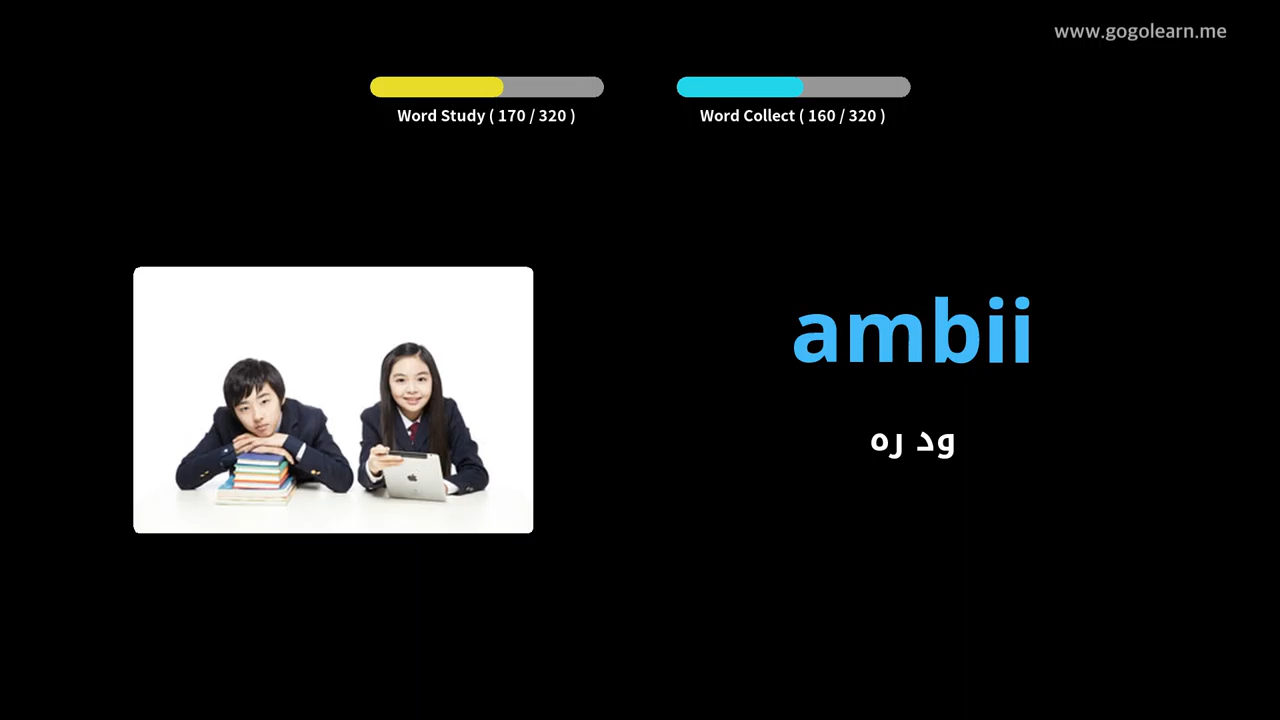 www.gogolearn.me
Word Study ( 170 / 320 )
Word Collect ( 160 / 320 )
ambii
ود ره